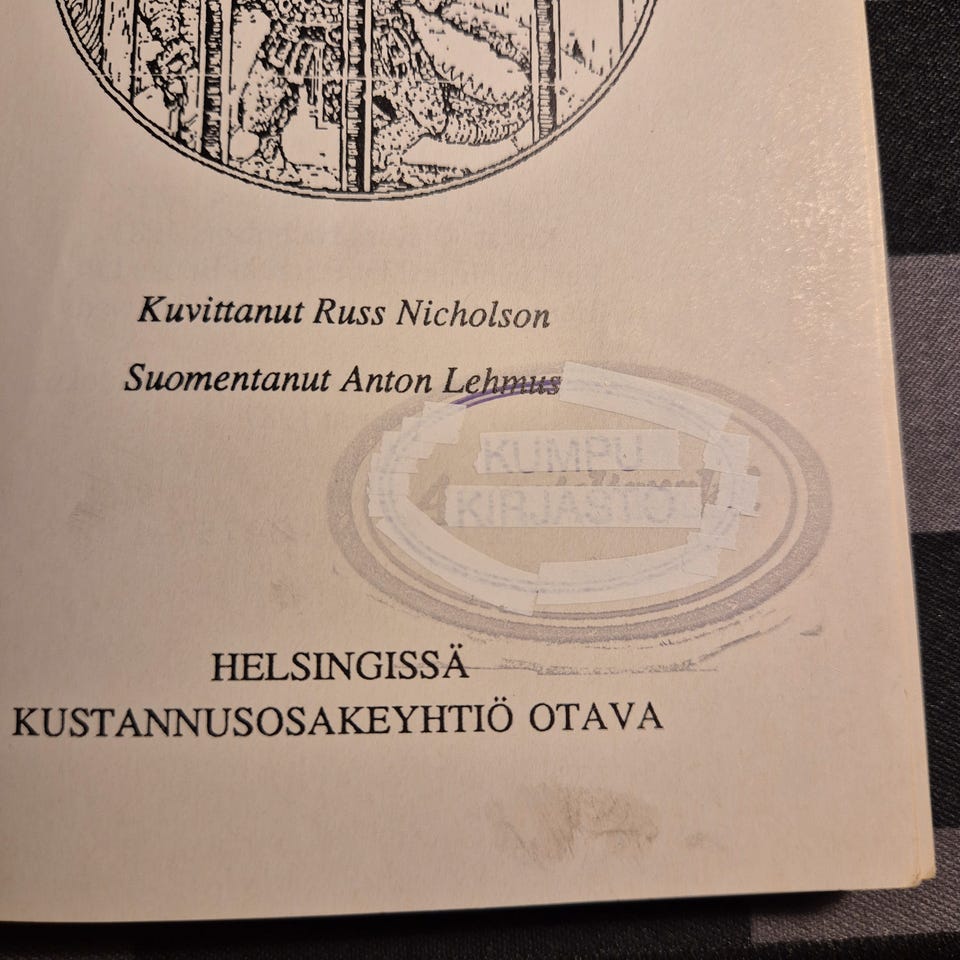 Kuvittanut Russ Nicholson
Suomentanut Anton Lehmus
KUMPU
KIRJASTO
HELSINGISSÄ
KUSTANNUSOSAKEYHTIÖ OTAVA